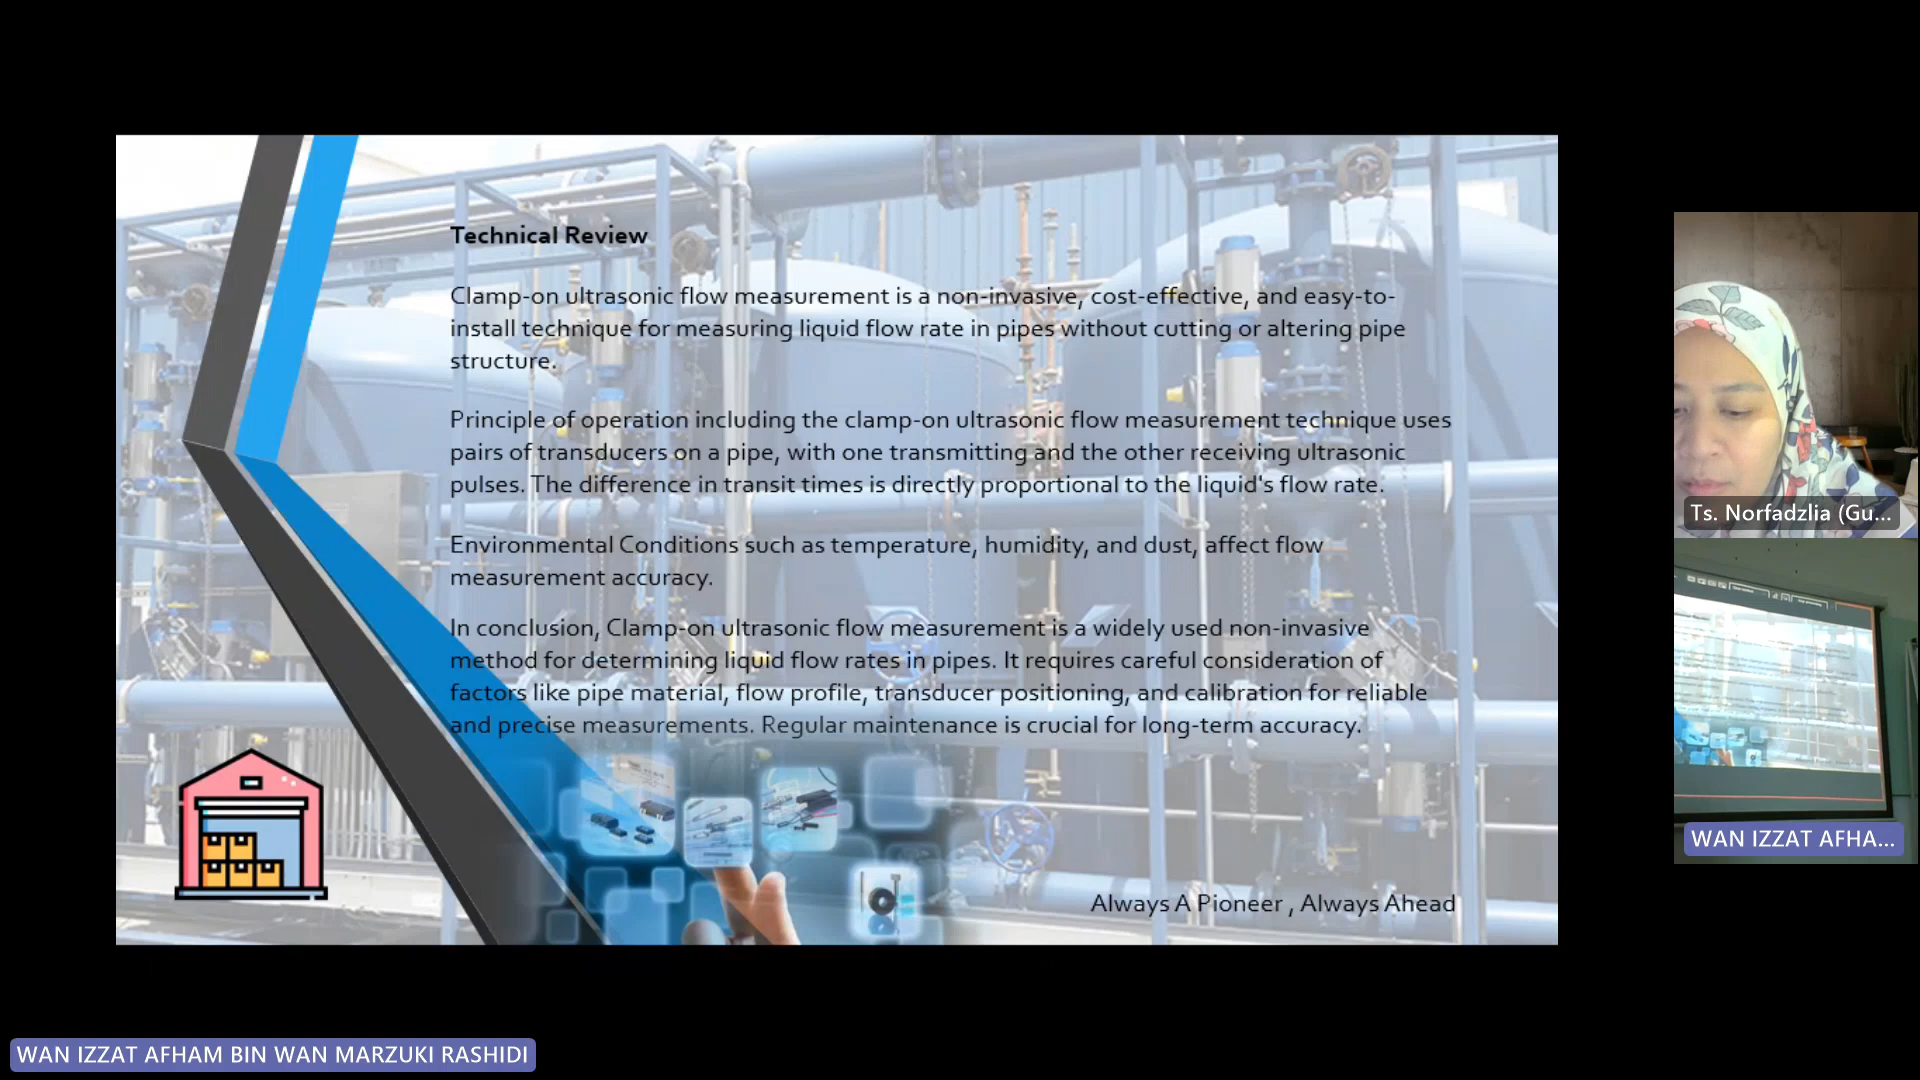 Technical Review
Clamp-on ultrasonic flow measurement is a non-invasive, cost-effective, and easy-to-
install technique for measuring liquid flow rate in pipes without cutting or altering pipe
structure.
Principle of operation including the clamp-on ultrasonic flow measurement technique uses
pairs of transducers on a pipe, with one transmitting and the other receiving ultrasonic
pulses. The difference in transit times is directly proportional to the liquid's flow rate.
Environmental Conditions such as temperature, humidity, and dust, affect flow
measurement accuracy.
In conclusion, Clamp-on ultrasonic flow measurement is a widely used non-invasive
method for determining liquid flow rates in pipes. It requires careful consideration of
factors like pipe material, flow profile, transducer positioning, and calibration for reliable
and precise measurements. Regular maintenance is crucial for long-term accuracy.
Always A Pioneer , Always Ahead
Ts. Norfadzlia (Gu...
WAN IZZAT AFHA...
WAN IZZAT AFHAM BIN WAN MARZUKI RASHIDI